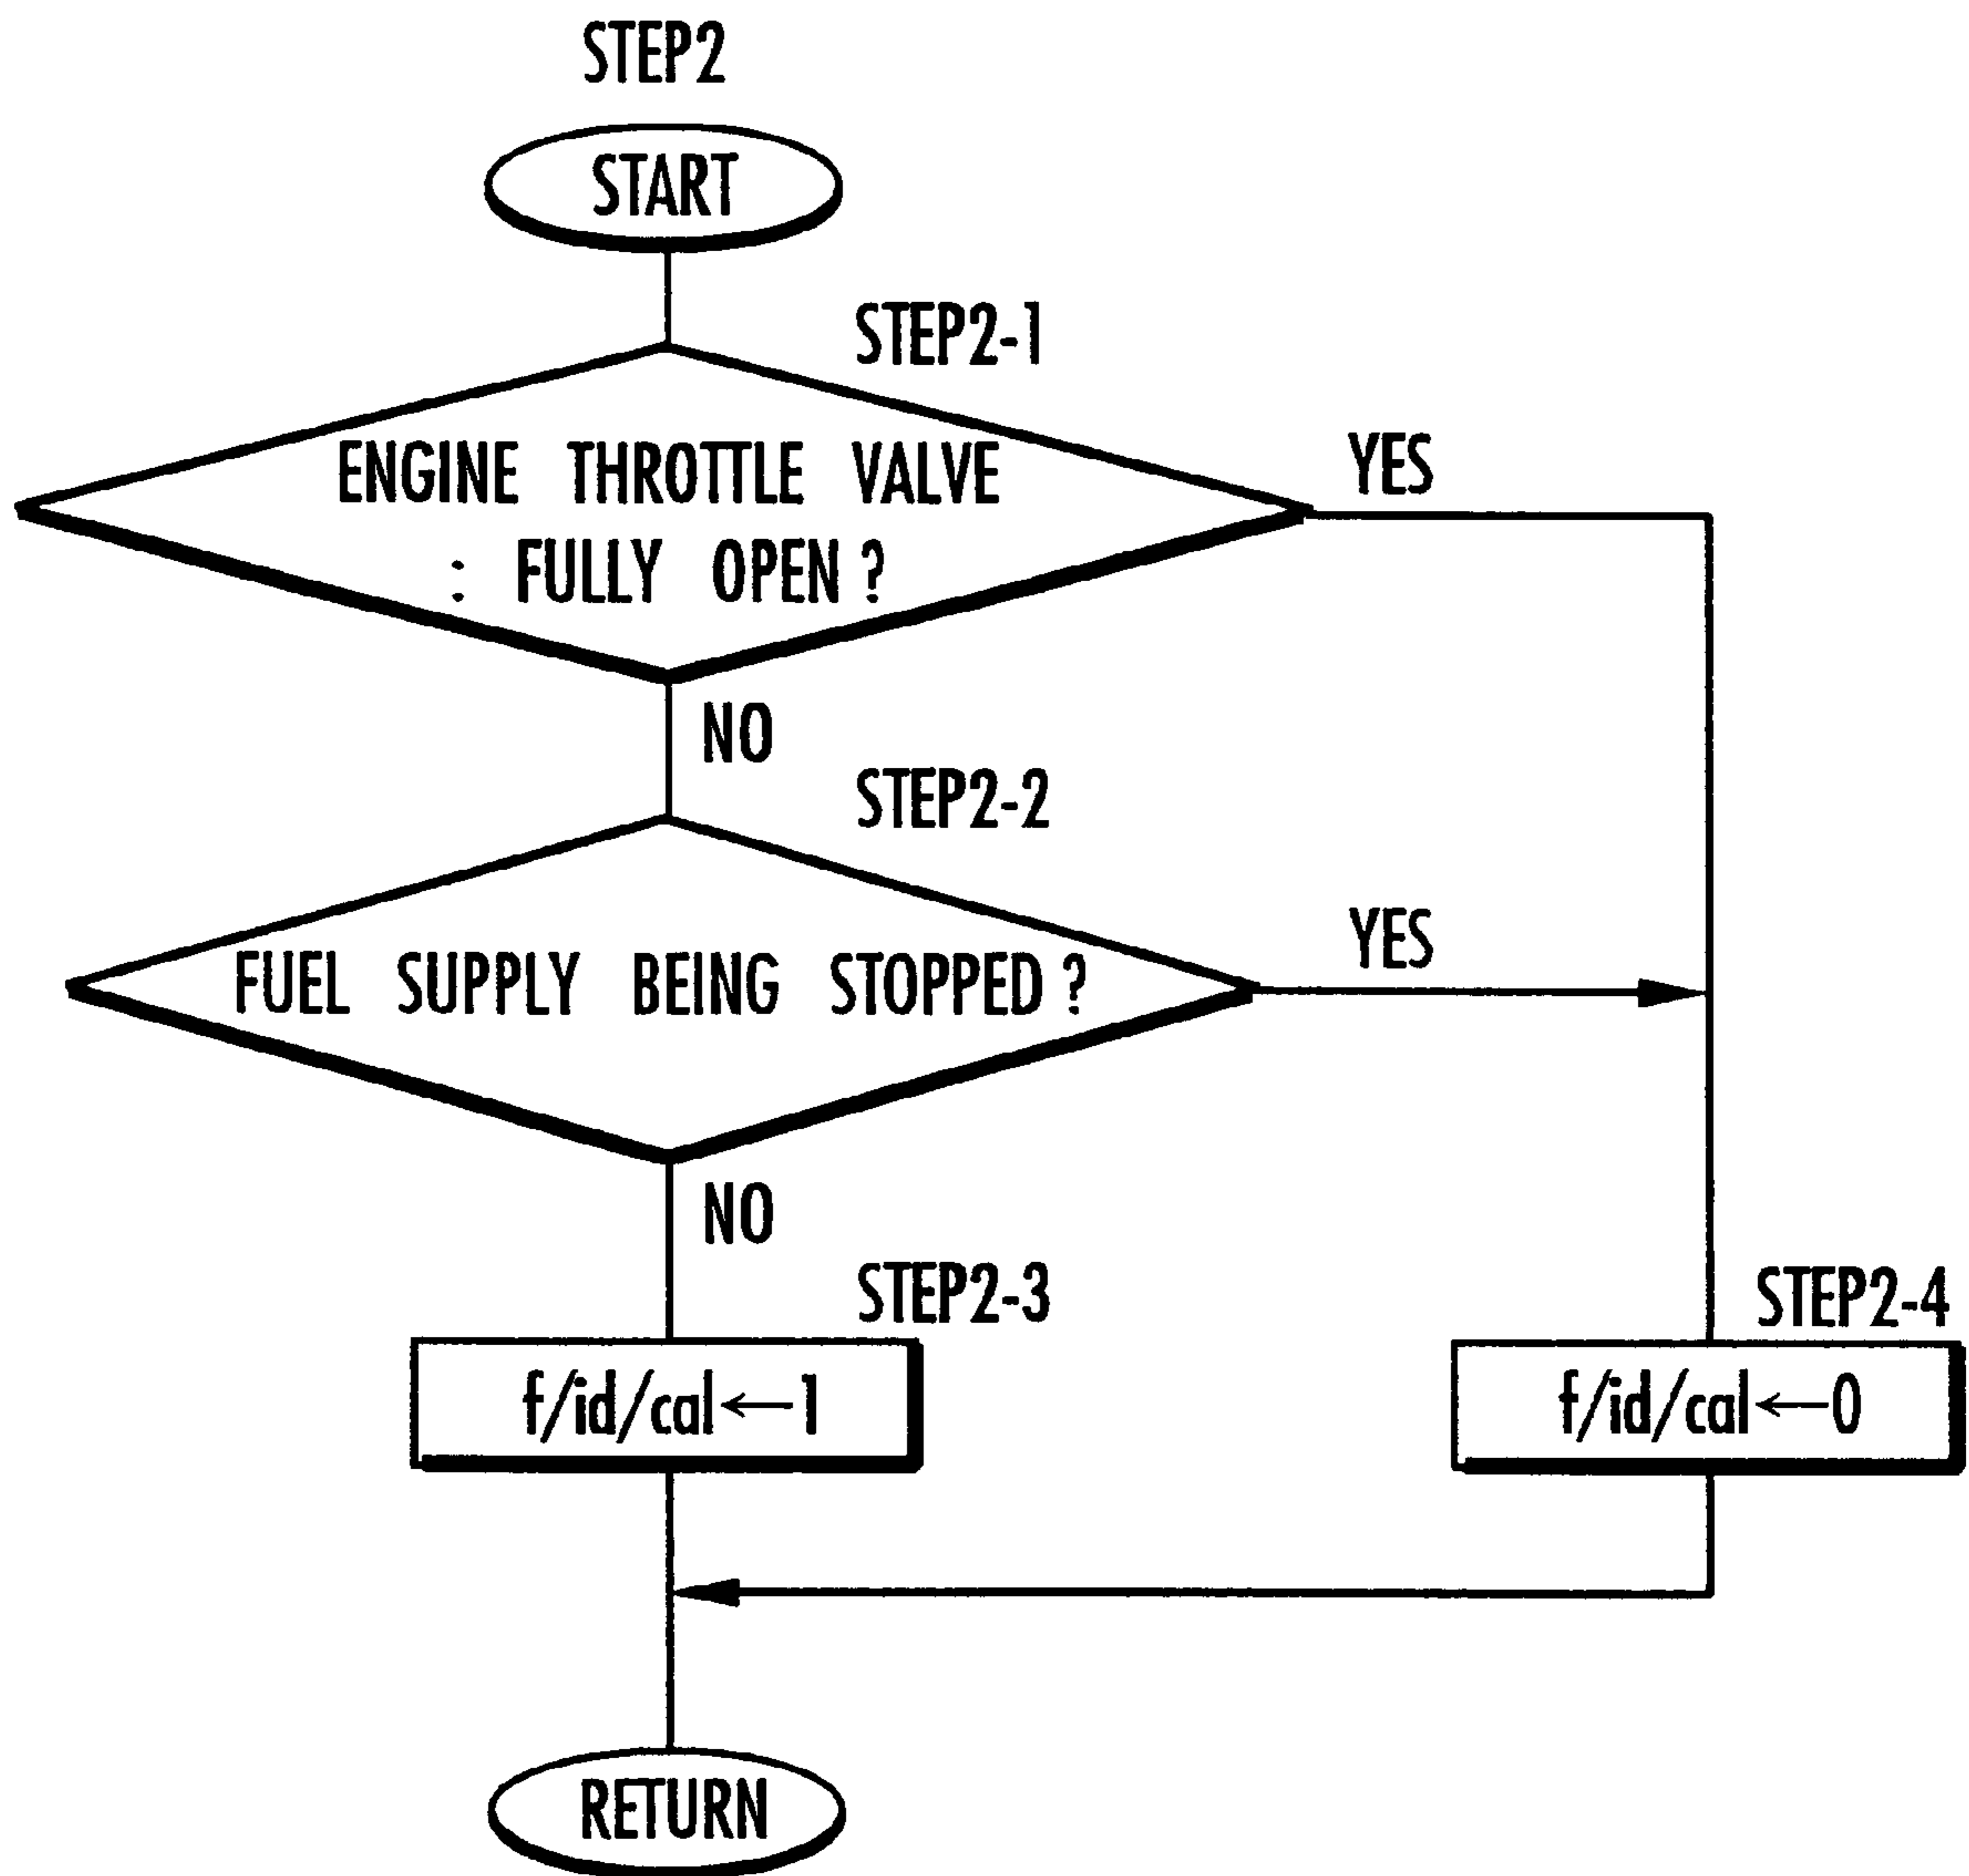 STEP2
START
STEP2-1
ENGINE THROTTLE VALVE
: FULLY OPEN ?
YES
NO
STEP2-2
FUEL SUPPLY BEING STOPPED ?
YES
NO
STEP2-3
f/id/cal←1
STEP2-4
f/id/cal←0
RETURN